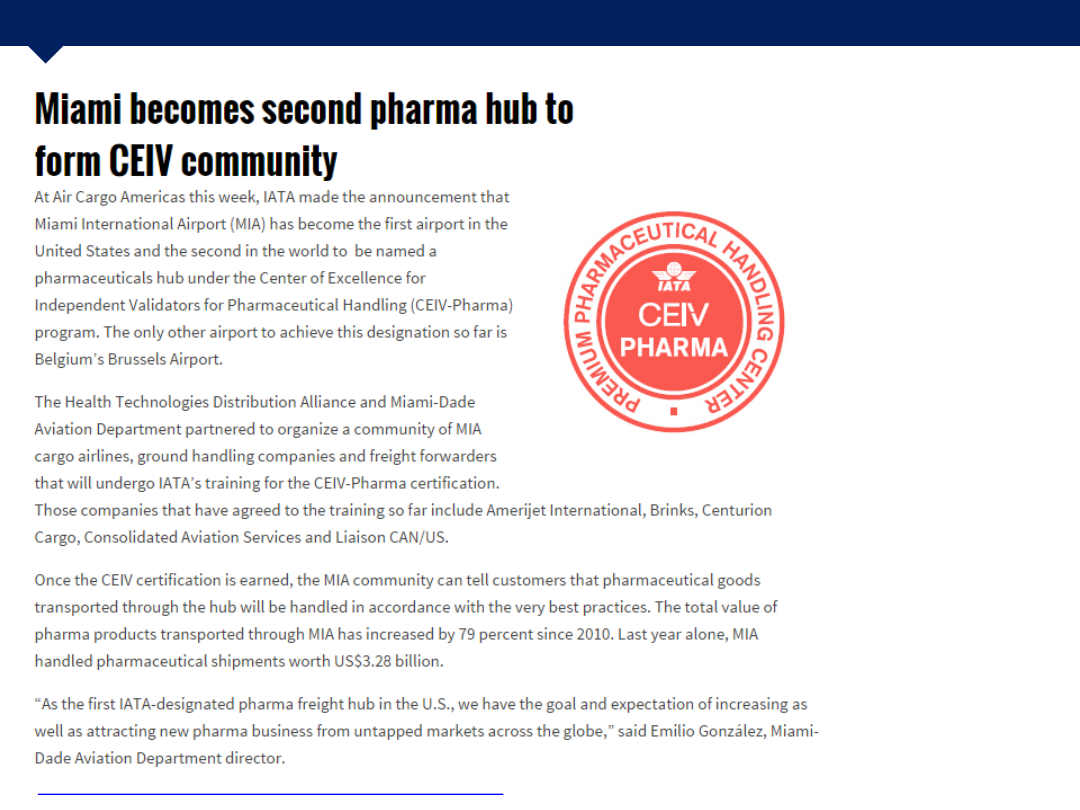 Miami becomes second pharma hub to
form CEIV community
At Air Cargo Americas this week, IATA made the announcement that
Miami International Airport (MIA) has become the first airport in the
United States and the second in the world to  be named a
pharmaceuticals hub under the Center of Excellence for
Independent Validators for Pharmaceutical Handling (CEIV-Pharma)
program. The only other airport to achieve this designation so far is
Belgium’s Brussels Airport.
PREMIUM PHARMACEUTICAL HANDLING CENTER
IATA
CEIV
PHARMA
The Health Technologies Distribution Alliance and Miami-Dade
Aviation Department partnered to organize a community of MIA
cargo airlines, ground handling companies and freight forwarders
that will undergo IATA’s training for the CEIV-Pharma certification.
Those companies that have agreed to the training so far include Amerijet International, Brinks, Centurion
Cargo, Consolidated Aviation Services and Liaison CAN/US.
Once the CEIV certification is earned, the MIA community can tell customers that pharmaceutical goods
transported through the hub will be handled in accordance with the very best practices. The total value of
pharma products transported through MIA has increased by 79 percent since 2010. Last year alone, MIA
handled pharmaceutical shipments worth US$3.28 billion.
“As the first IATA-designated pharma freight hub in the U.S., we have the goal and expectation of increasing as
well as attracting new pharma business from untapped markets across the globe,” said Emilio González, Miami-
Dade Aviation Department director.